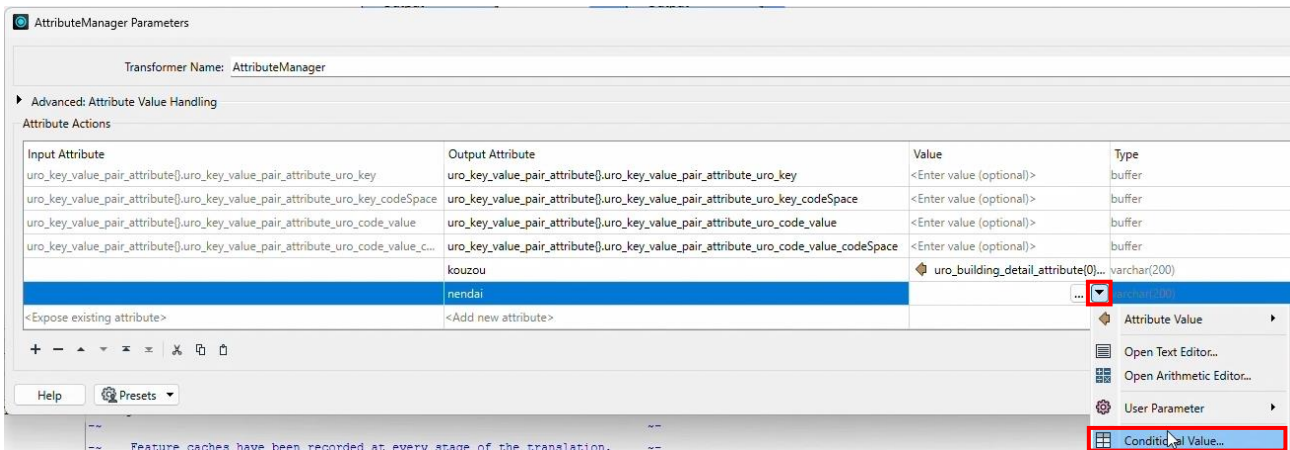 AttributeManager Parameters
Transformer Name: AttributeManager
Advanced: Attribute Value Handling
Attribute Actions
Input Attribute Output Attribute Value Type
uro_key_value_pair_attribute{}.uro_key_value_pair_attribute_uro_key uro_key_value_pair_attribute{}.uro_key_value_pair_attribute_uro_key <Enter value (optional)> buffer
uro_key_value_pair_attribute{}.uro_key_value_pair_attribute_uro_key_codeSpace uro_key_value_pair_attribute{}.uro_key_value_pair_attribute_uro_key_codeSpace <Enter value (optional)> buffer
uro_key_value_pair_attribute{}.uro_key_value_pair_attribute_uro_code_value uro_key_value_pair_attribute{}.uro_key_value_pair_attribute_uro_code_value <Enter value (optional)> buffer
uro_key_value_pair_attribute{}.uro_key_value_pair_attribute_uro_code_value_c... uro_key_value_pair_attribute{}.uro_key_value_pair_attribute_uro_code_value_codeSpace <Enter value (optional)> buffer
kouzou uro_building_detail_attribute{0}... varchar(200)
nendai ... varchar(200)
<Expose existing attribute> <Add new attribute>
Attribute Value
Open Text Editor...
Open Arithmetic Editor...
Help Presets
User Parameter
Conditional Value...
|~~ ~~
|~~ Feature caches have been recorded at every stage of the translation. ~~